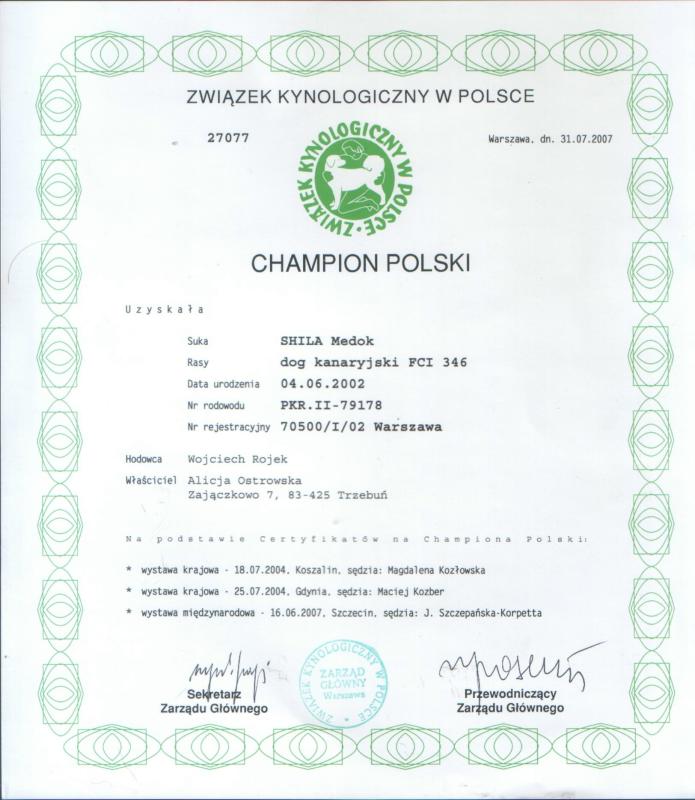 ZWIĄZEK KYNOLOGICZNY W POLSCE
27077
Warszawa, dn. 31.07.2007
ZWIĄZEK KYNOLOGICZNY W POLSCE
CHAMPION POLSKI
Uzyskała
Suka SHILA Medok
Rasy dog kanaryjski FCI 346
Data urodzenia 04.06.2002
Nr rodowodu PKR.II-79178
Nr rejestracyjny 70500/I/02 Warszawa
Hodowca Wojciech Rojek
Właściciel Alicja Ostrowska
Zajączkowo 7, 83-425 Trzebuń
Na podstawie Certyfikatów na Championa Polski:
* wystawa krajowa - 18.07.2004, Koszalin, sędzia: Magdalena Kozłowska
* wystawa krajowa - 25.07.2004, Gdynia, sędzia: Maciej Kozber
* wystawa międzynarodowa - 16.06.2007, Szczecin, sędzia: J. Szczepańska-Korpetta
ZWIĄZEK KYNOLOGICZNY W POLSCE
ZARZĄD
GŁÓWNY
Warszawa
Sekretarz
Zarządu Głównego
Przewodniczący
Zarządu Głównego